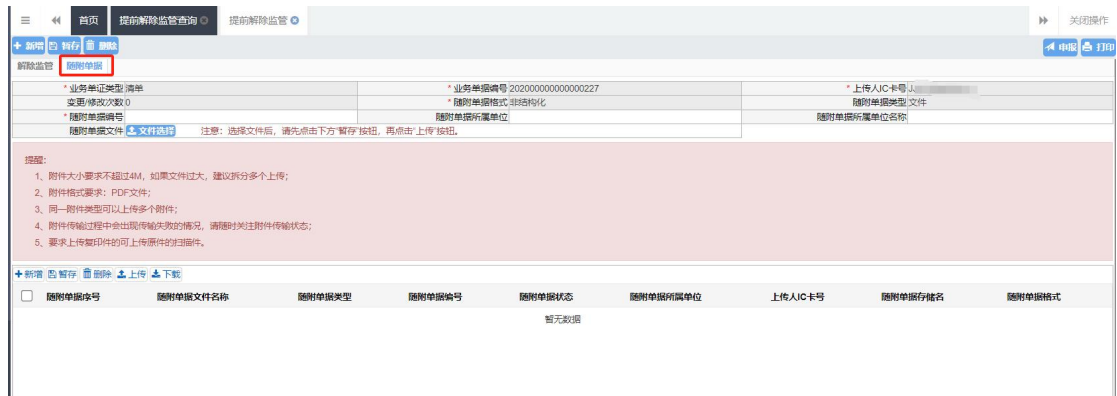 首页 提前解除监管查询 提前解除监管 关闭操作
新增 暂存 删除 申报 打印
解除监管 随附单据
* 业务单证类型 清单 * 业务单据编号 202000000000000227 * 上传人IC卡号 J
变更/修改次数 0 * 随附单据格式 非结构化 随附单据类型 文件
* 随附单据编号 随附单据所属单位 随附单据所属单位名称
随附单据文件 文件选择 注意：选择文件后，请先点击下方"暂存"按钮，再点击"上传"按钮。
提醒：
1、附件大小要求不超过4M，如果文件过大，建议拆分多个上传；
2、附件格式要求：PDF文件；
3、同一附件类型可以上传多个附件；
4、附件传输过程中会出现传输失败的情况，请随时关注附件传输状态；
5、要求上传复印件的可上传原件的扫描件。
新增 暂存 删除 上传 下载
随附单据序号 随附单据文件名称 随附单据类型 随附单据编号 随附单据状态 随附单据所属单位 上传人IC卡号 随附单据存储名 随附单据格式
暂无数据